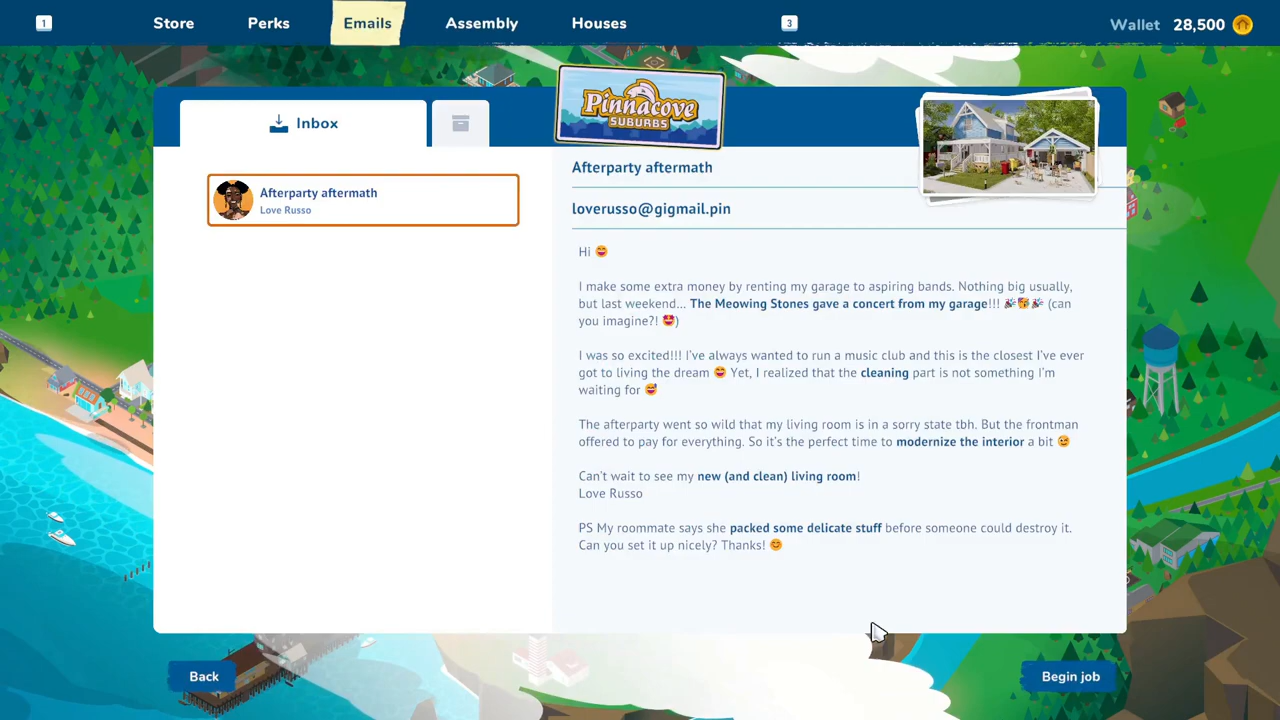 1 Store Perks Emails Assembly Houses 3 Wallet 28,500
Inbox
Pinnacove
SUBURBS
Afterparty aftermath
Love Russo
Afterparty aftermath
loverusso@gigmail.pin
Hi 😄
I make some extra money by renting my garage to aspiring bands. Nothing big usually,
but last weekend... The Meowing Stones gave a concert from my garage!!! 🎉🥳🎉 (can
you imagine?! 🤩)
I was so excited!!! I've always wanted to run a music club and this is the closest I've ever
got to living the dream 😄 Yet, I realized that the cleaning part is not something I'm
waiting for 😅
The afterparty went so wild that my living room is in a sorry state tbh. But the frontman
offered to pay for everything. So it's the perfect time to modernize the interior a bit 😉
Can't wait to see my new (and clean) living room!
Love Russo
PS My roommate says she packed some delicate stuff before someone could destroy it.
Can you set it up nicely? Thanks! 😊
Back
Begin job